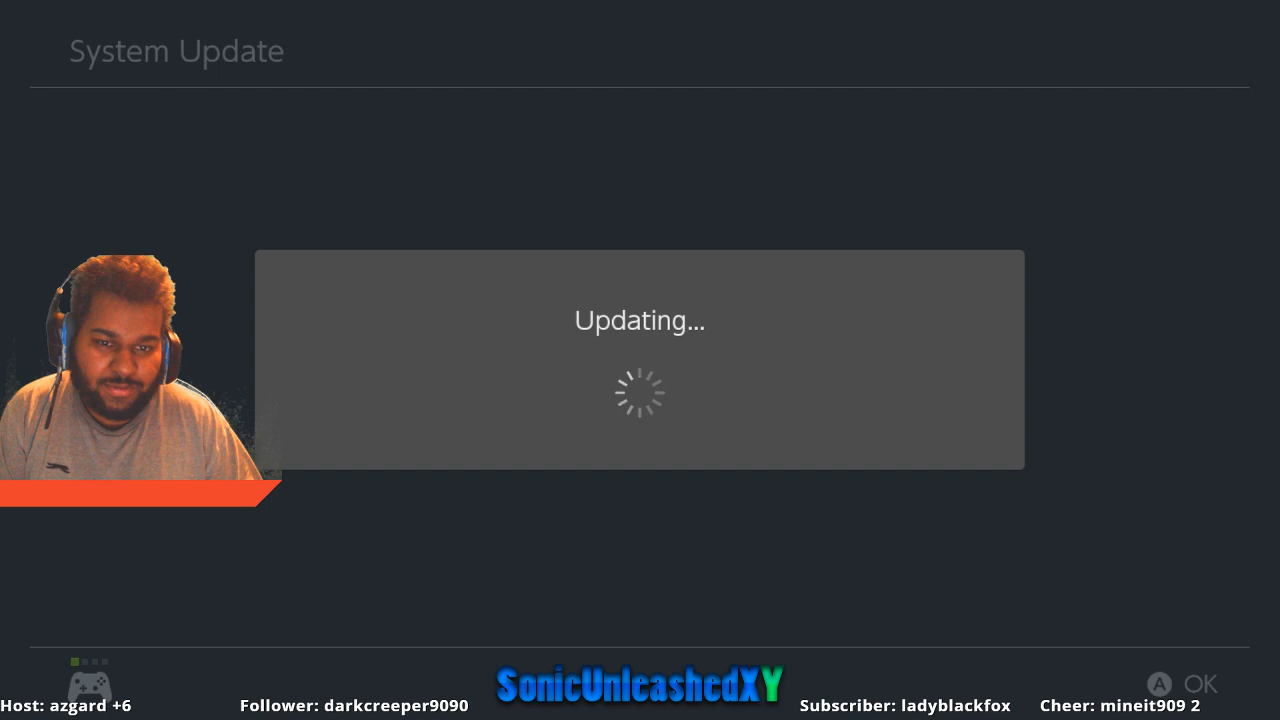 System Update
Updating...
SonicUnleashedXY
A OK
Host: azgard +6
Follower: darkcreeper9090
Subscriber: ladyblackfox
Cheer: mineit909 2